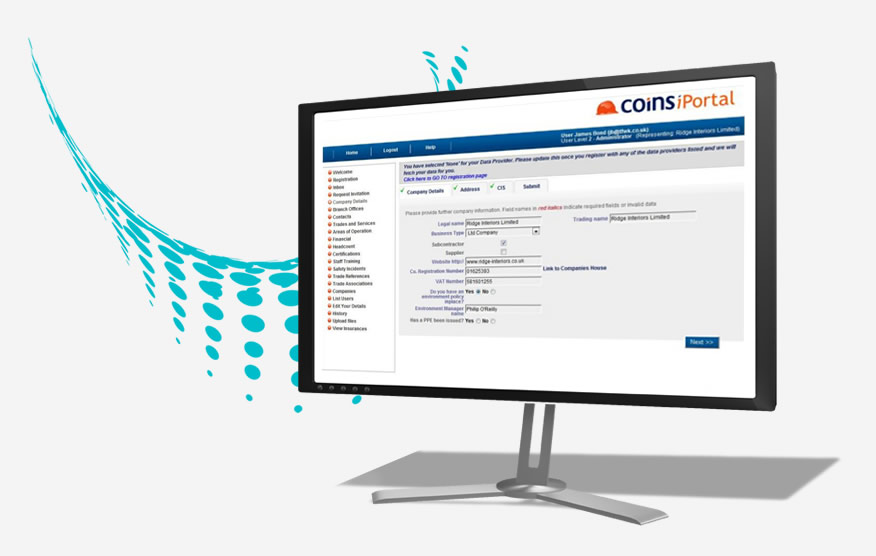 COINS iPortal
User James Bond (jb@thvk.co.uk)
User Level 2 - Administrator (Representing Ridge Interiors Limited)
Home Logout Help
You have selected 'None' for your Data Provider. Please update this once you register with any of the data providers listed and we will
fetch your data for you.
Click here to GO TO registration page
Welcome
Registration
Inbox
Request Invitation
Company Details
Branch Offices
Contacts
Trades and Services
Areas of Operation
Financial
Headcount
Certifications
Staff Training
Safety Incidents
Trade References
Trade Associations
Companies
List Users
Edit Your Details
History
Upload files
View Insurances
Company Details Address CIS Submit
Please provide further company information. Field names in red italics indicate required fields or invalid data
Legal name Ridge Interiors Limited Trading name Ridge Interiors Limited
Business Type Ltd Company
Subcontractor
Supplier
Website http:// www.ridge-interiors.co.uk
Co. Registration Number 01625393 Link to Companies House
VAT Number 581601255
Do you have an
environment policy
inplace? Yes No
Environment Manager
name Philip O'Reilly
Has a PPE been issued? Yes No
Next >>